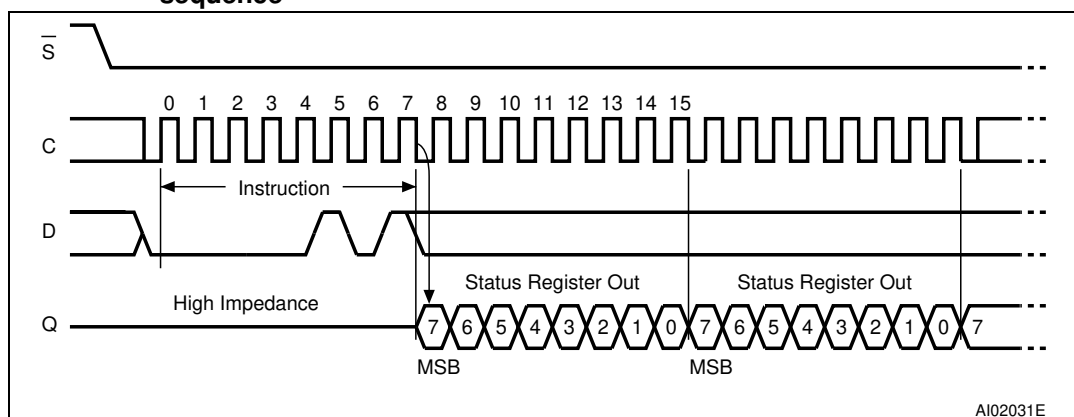 sequence
S
0 1 2 3 4 5 6 7 8 9 10 11 12 13 14 15
C
Instruction
D
Status Register Out Status Register Out
High Impedance
Q 7 6 5 4 3 2 1 0 7 6 5 4 3 2 1 0 7
MSB MSB
AI02031E